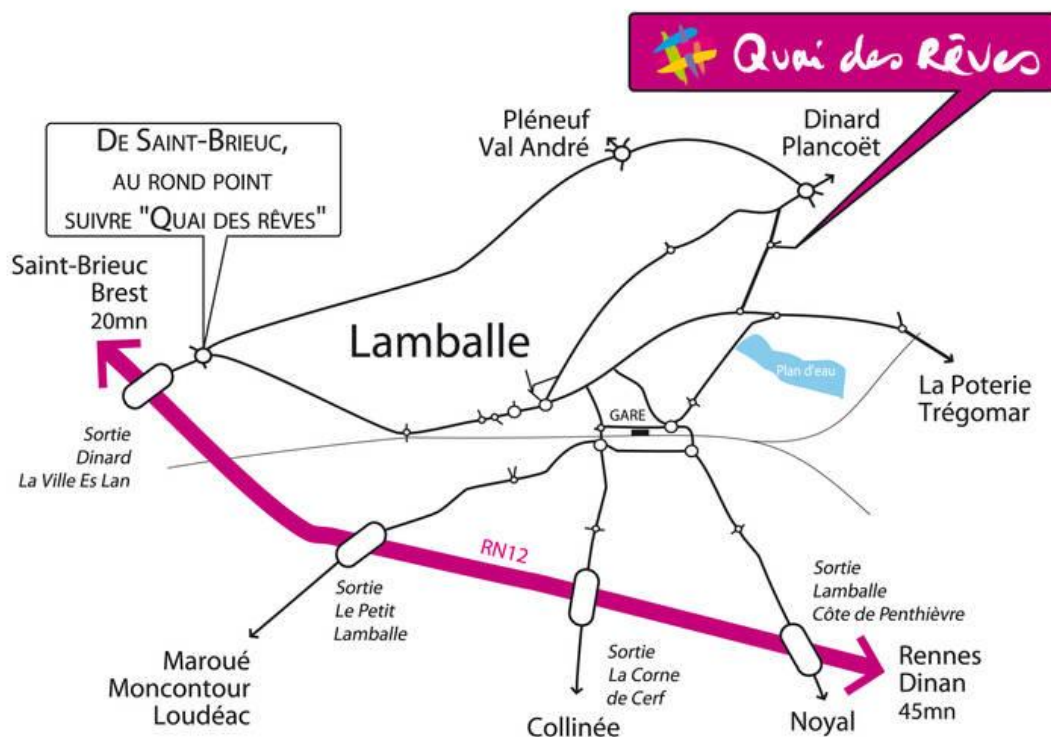 Quai des Rêves
DE SAINT-BRIEUC,
AU ROND POINT
SUIVRE "QUAI DES RÊVES"
Pléneuf
Val André
Dinard
Plancoët
Saint-Brieuc
Brest
20mn
Lamballe
Plan d'eau
La Poterie
Trégomar
GARE
Sortie
Dinard
La Ville Es Lan
RN12
Sortie
Le Petit
Lamballe
Sortie
Lamballe
Côte de Penthièvre
Maroué
Moncontour
Loudéac
Sortie
La Corne
de Cerf
Collinée
Noyal
Rennes
Dinan
45mn